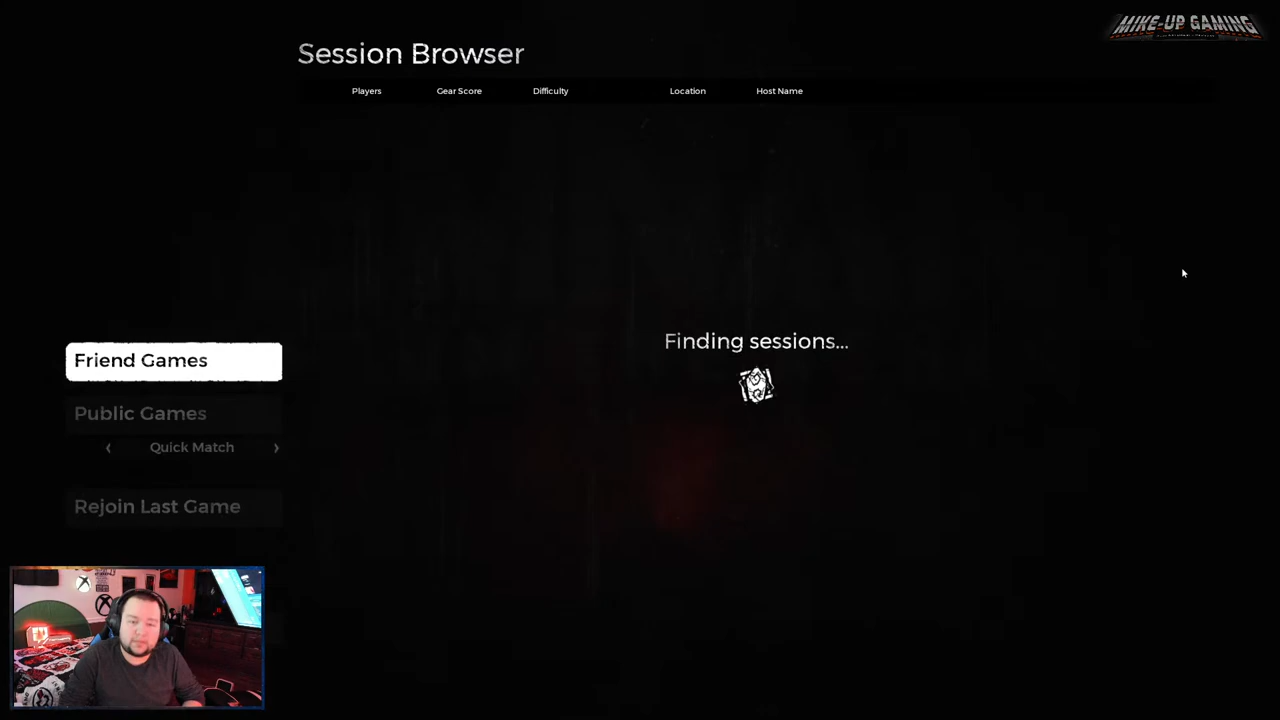 MIKE-UP GAMING
Session Browser
Players Gear Score Difficulty Location Host Name
Finding sessions...
Friend Games
Public Games
‹ Quick Match ›
Rejoin Last Game